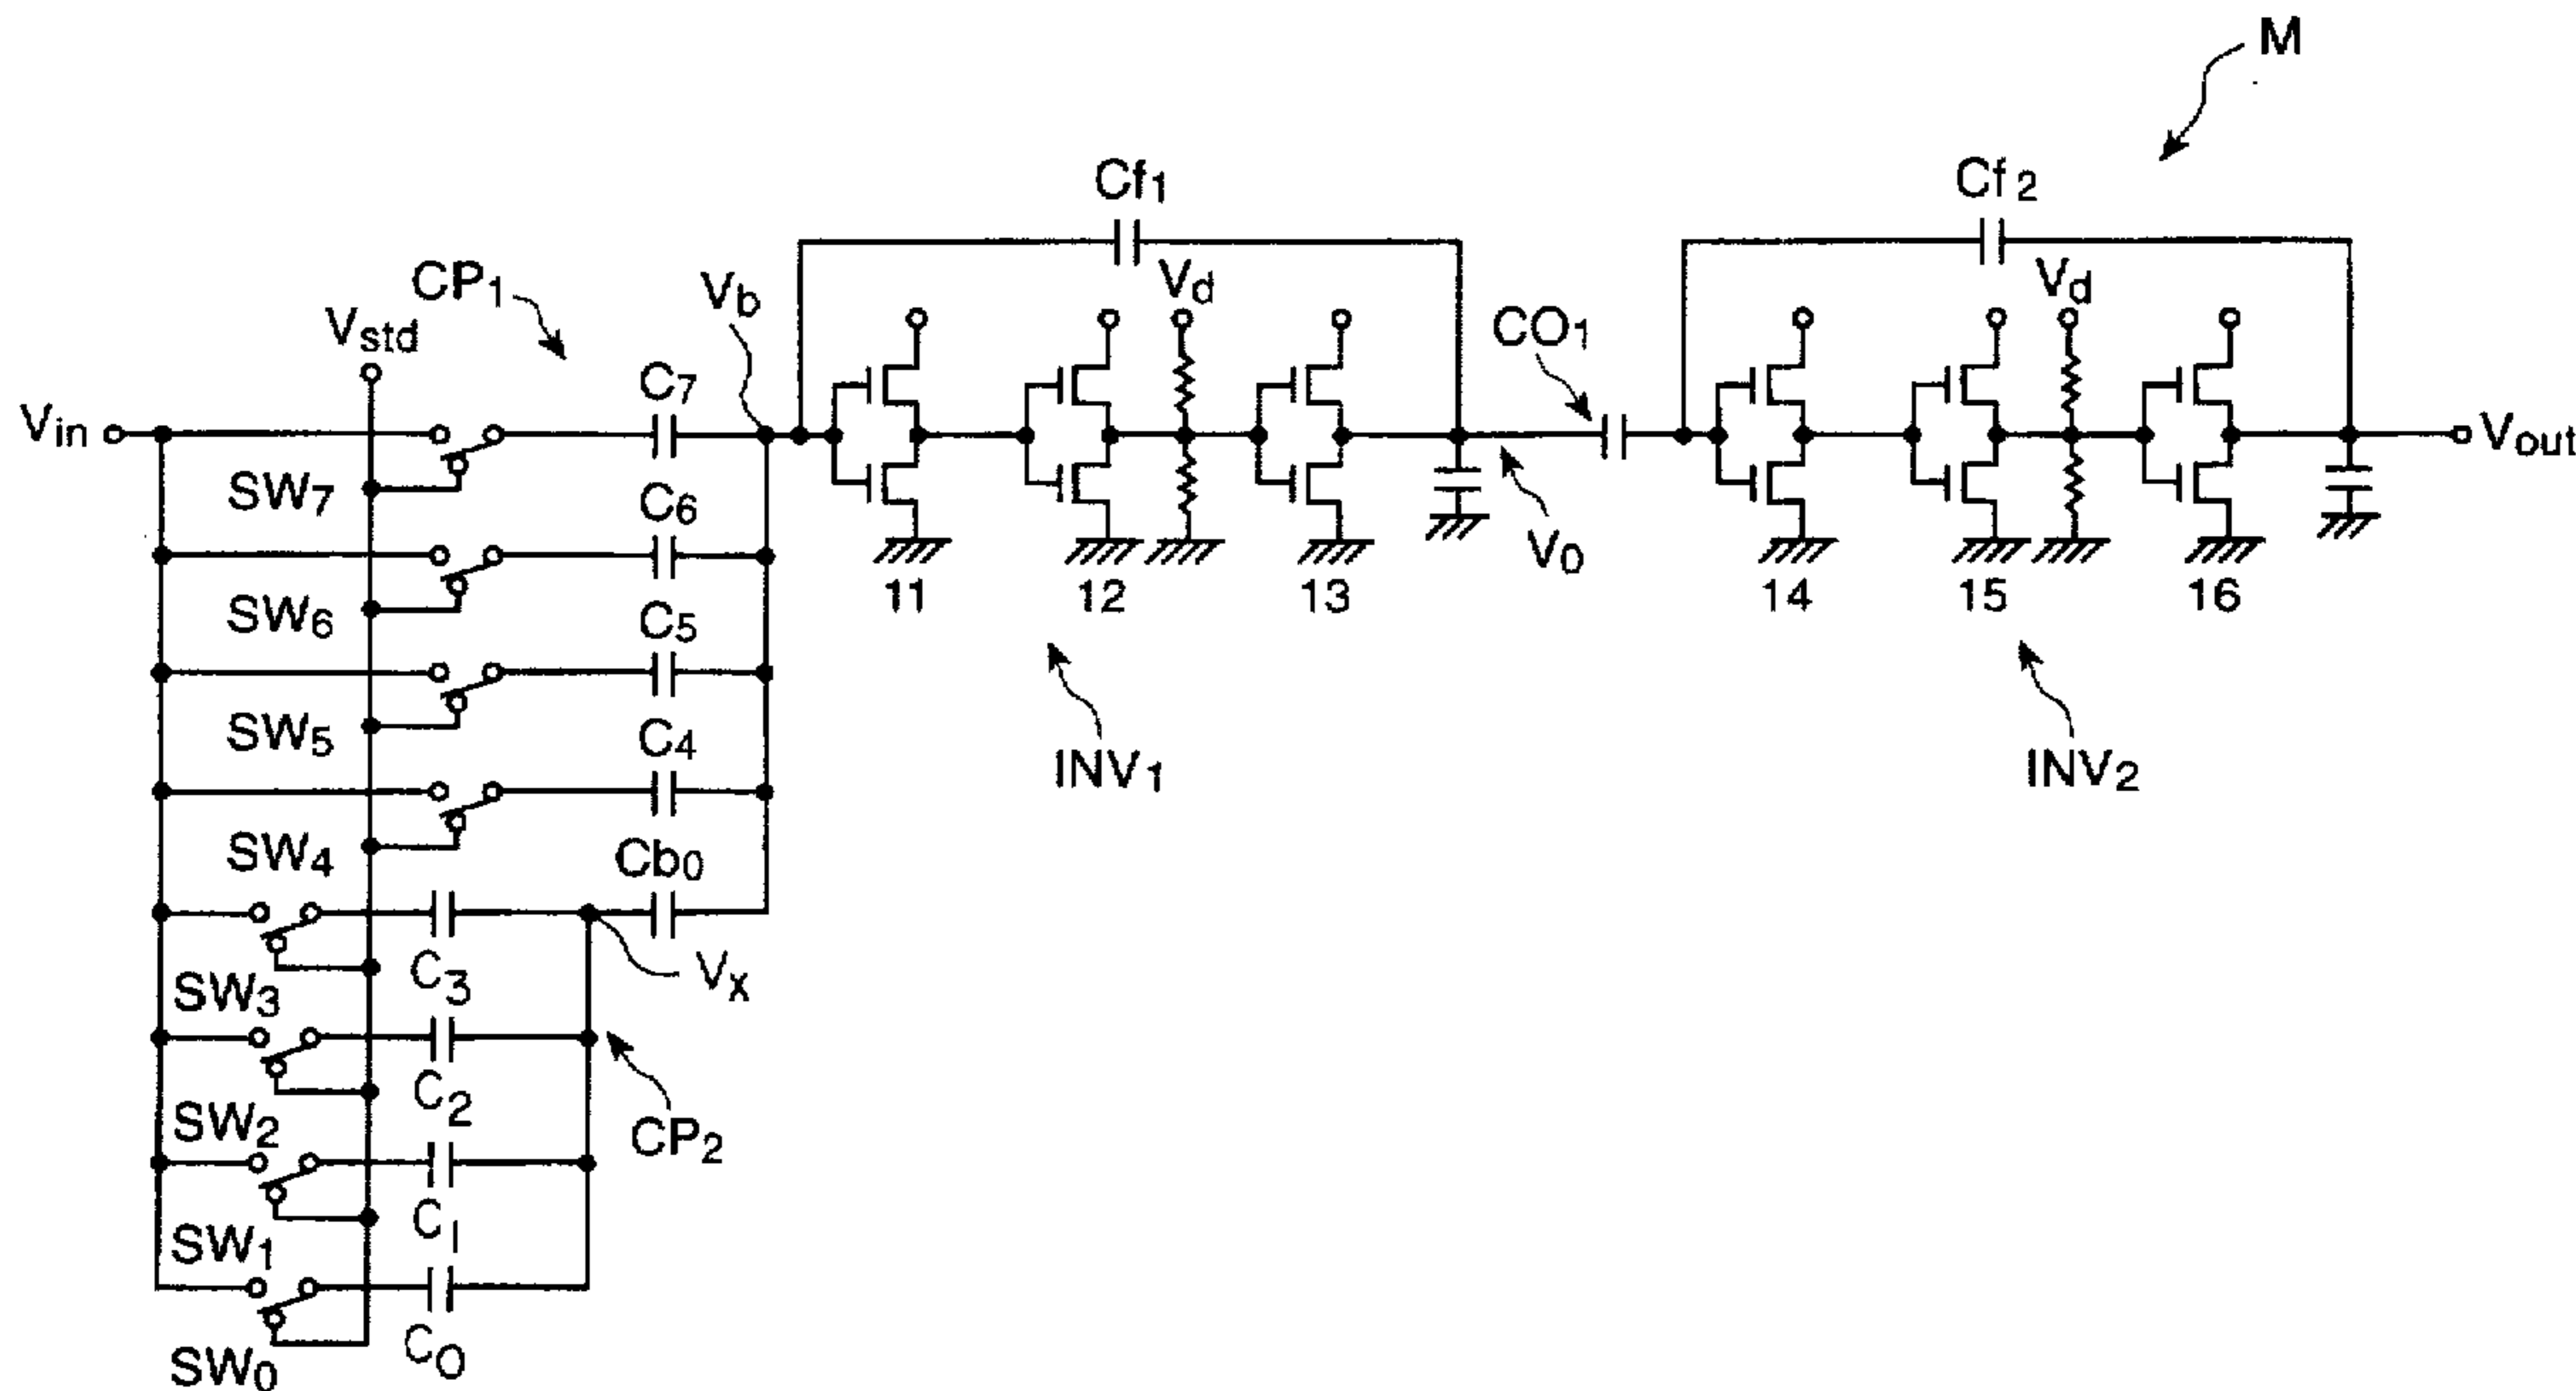 M
Cf1
Cf2
CP1
Vb
Vd
Vd
Vstd
CO1
C7
Vin
Vout
SW7
C6
V0
11
12
13
14
15
16
SW6
C5
SW5
C4
INV1
INV2
SW4
Cb0
C3
Vx
SW3
C2
CP2
SW2
C1
SW1
CO
SW0